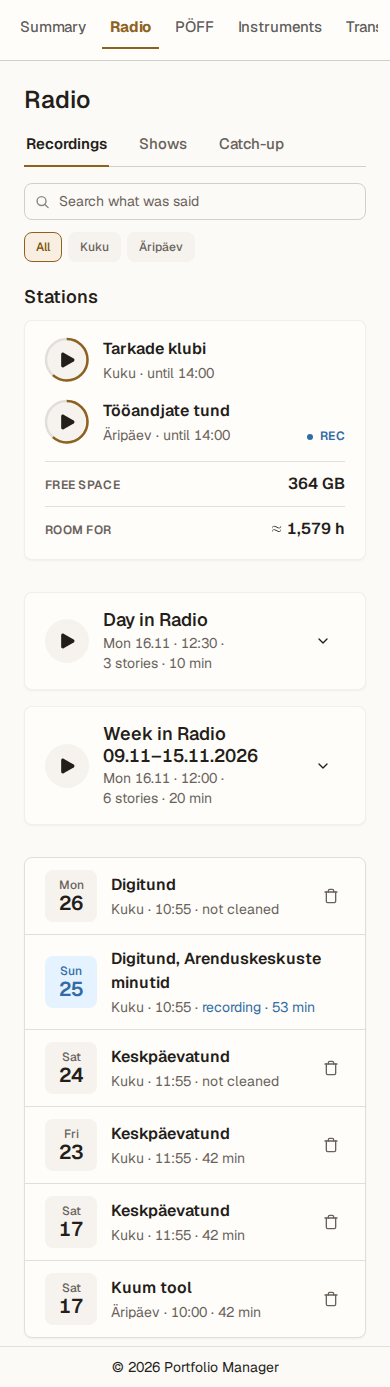 Summary Radio PÖFF Instruments Trans
Radio
Recordings Shows Catch-up
Search what was said
All Kuku Äripäev
Stations
Tarkade klubi
Kuku · until 14:00
Tööandjate tund
Äripäev · until 14:00
REC
FREE SPACE 364 GB
ROOM FOR ≈ 1,579 h
Day in Radio
Mon 16.11 · 12:30 ·
3 stories · 10 min
Week in Radio
09.11–15.11.2026
Mon 16.11 · 12:00 ·
6 stories · 20 min
Mon
26
Digitund
Kuku · 10:55 · not cleaned
Sun
25
Digitund, Arenduskeskuste
minutid
Kuku · 10:55 · recording · 53 min
Sat
24
Keskpäevatund
Kuku · 11:55 · not cleaned
Fri
23
Keskpäevatund
Kuku · 11:55 · 42 min
Sat
17
Keskpäevatund
Kuku · 11:55 · 42 min
Sat
17
Kuum tool
Äripäev · 10:00 · 42 min
© 2026 Portfolio Manager